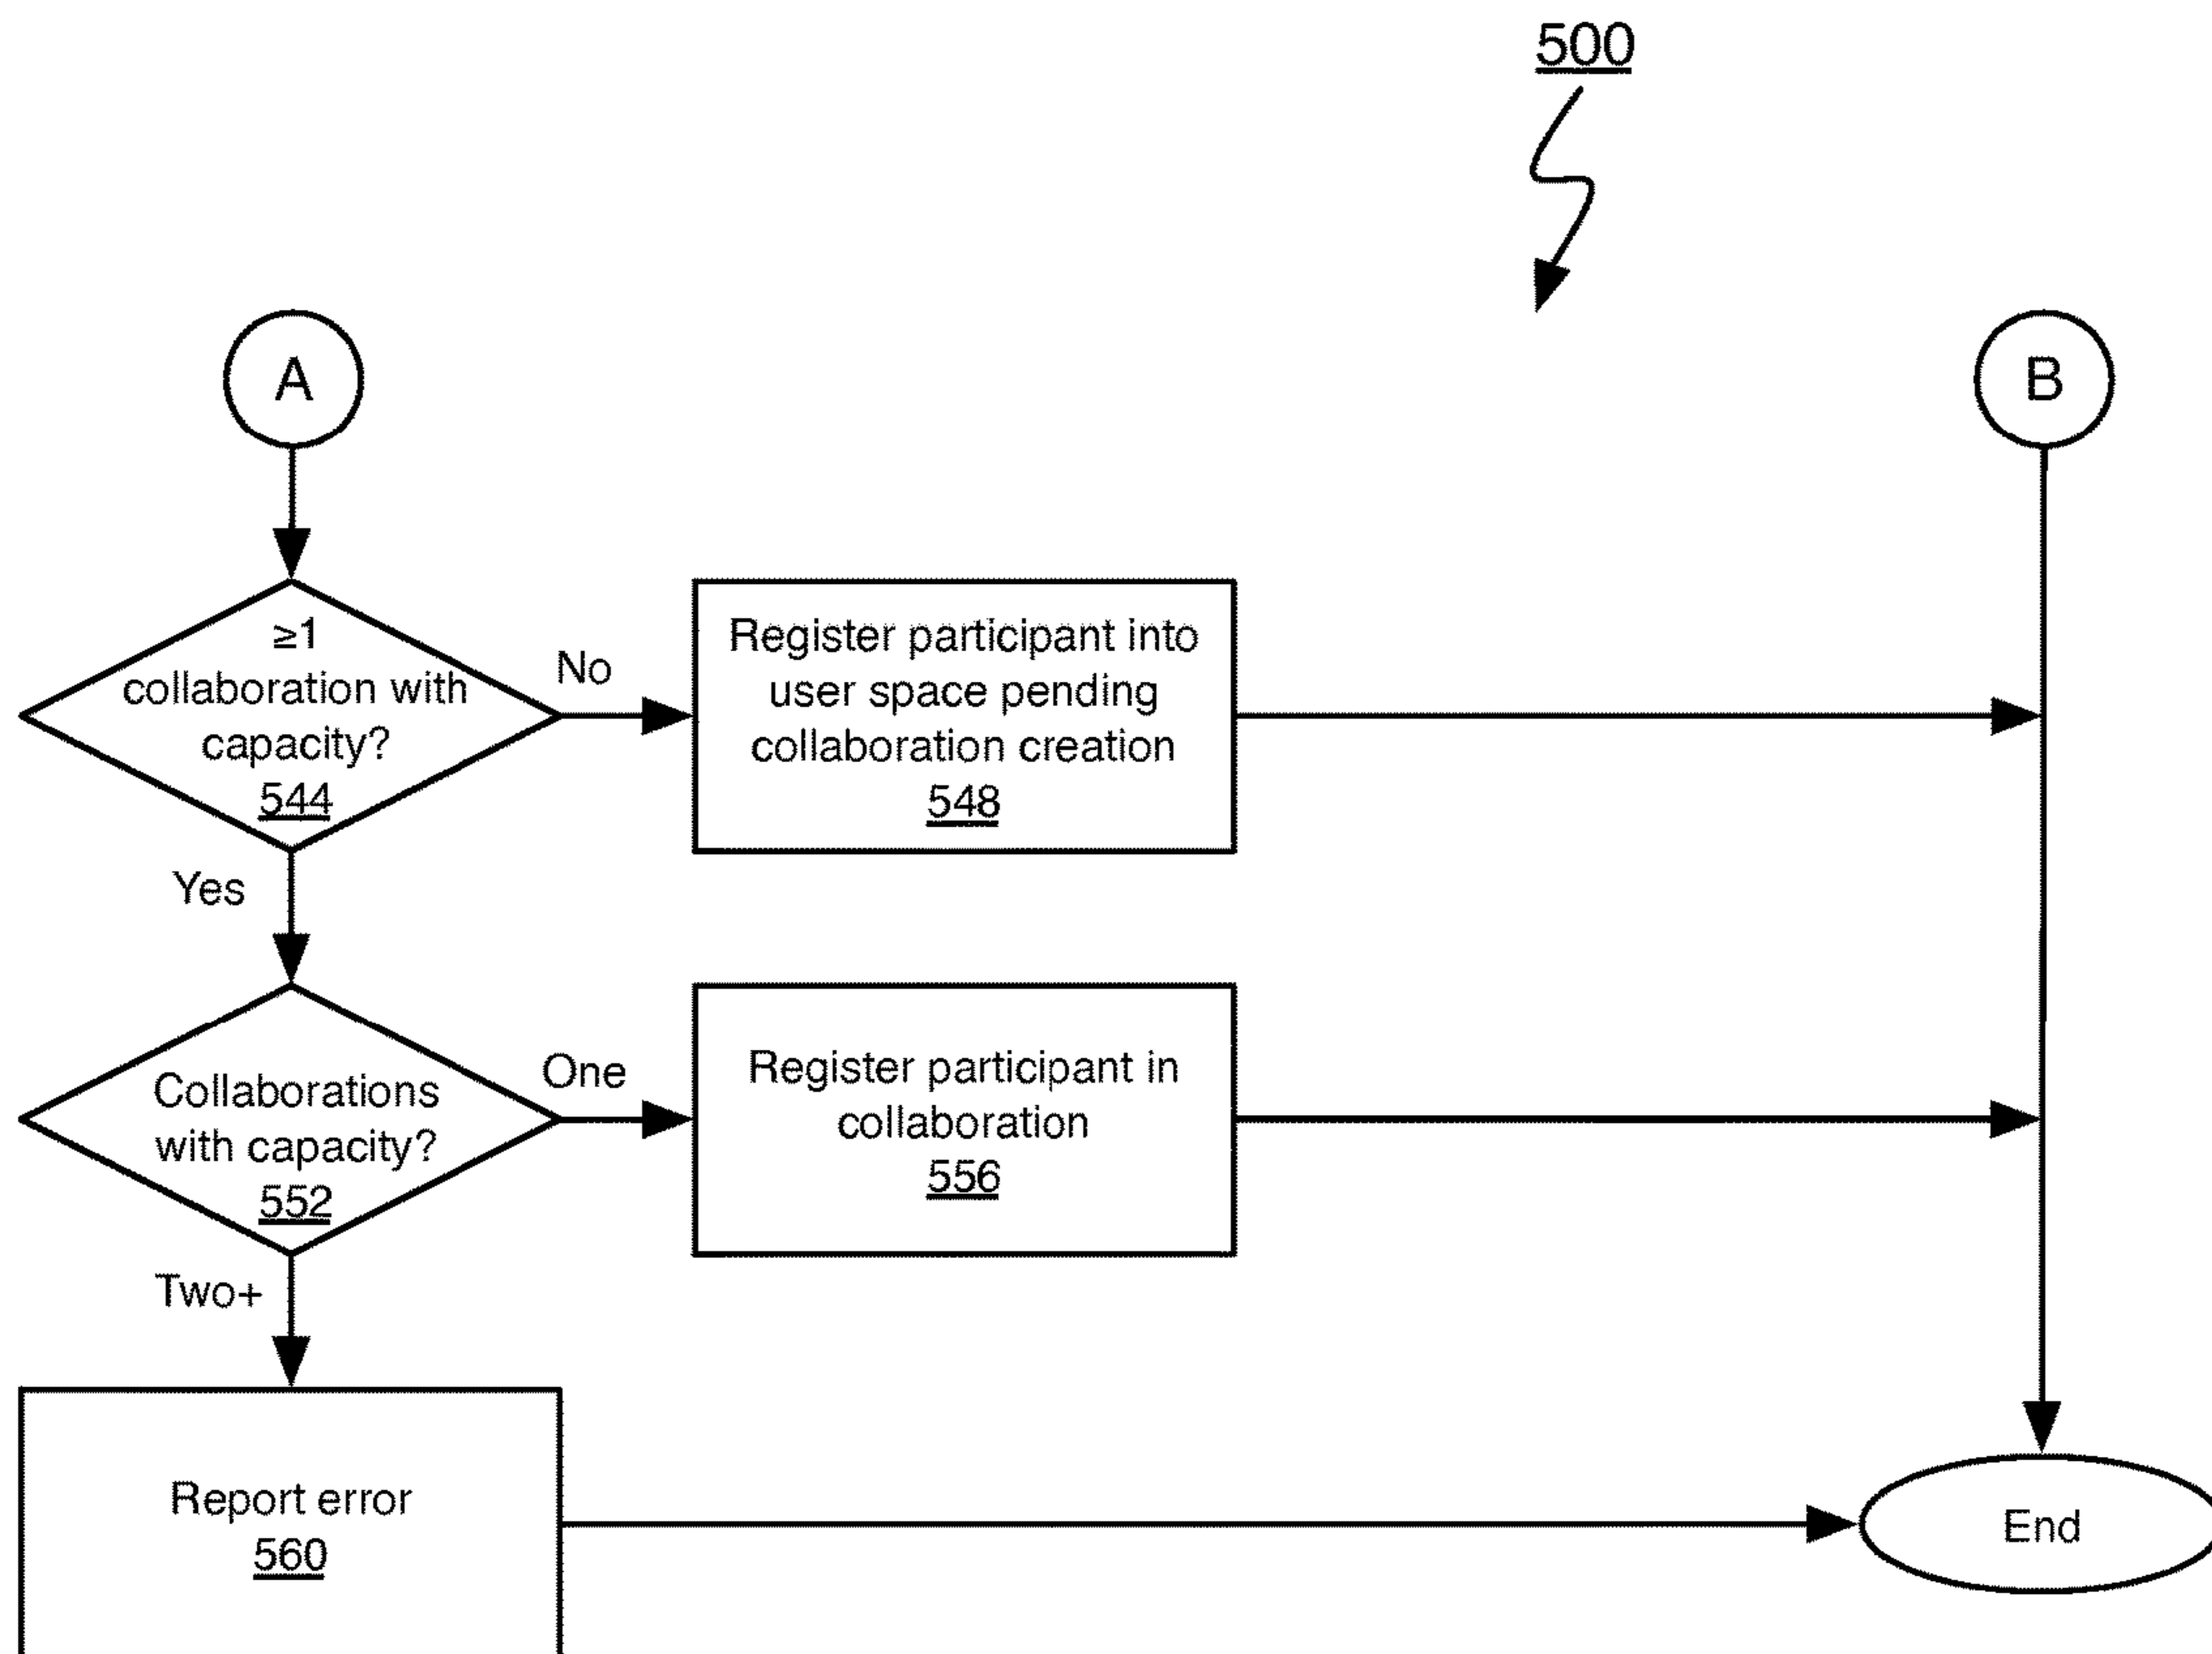 500
A
B
≥1
collaboration with
capacity?
544
No
Register participant into
user space pending
collaboration creation
548
Yes
Collaborations
with capacity?
552
One
Register participant in
collaboration
556
Two+
Report error
560
End